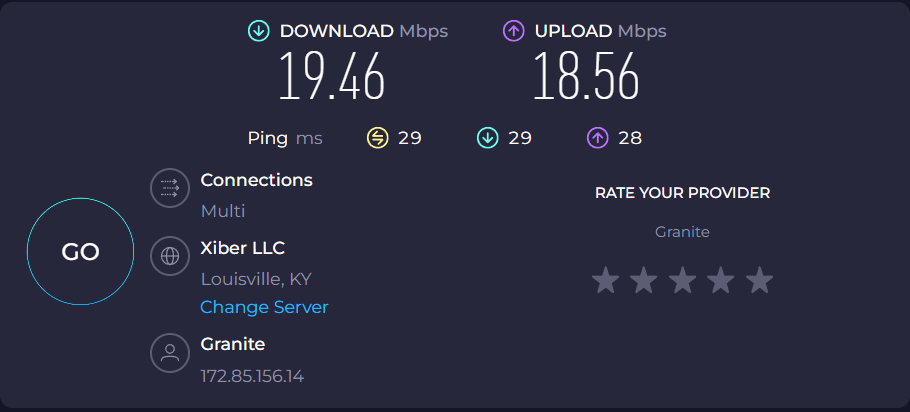 DOWNLOAD Mbps
19.46
UPLOAD Mbps
18.56
Ping ms 29 29 28
GO
Connections
Multi
Xiber LLC
Louisville, KY
Change Server
Granite
172.85.156.14
RATE YOUR PROVIDER
Granite